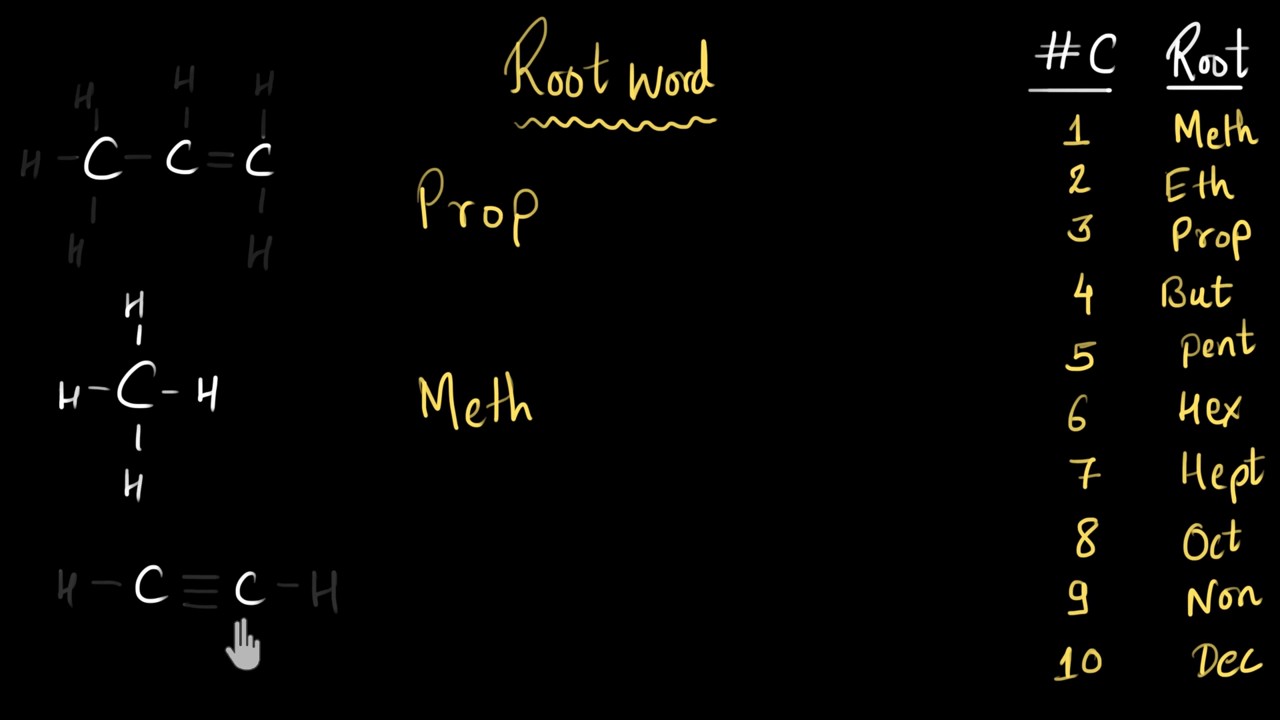 Root word
Prop
Meth
#C Root
1 Meth
2 Eth
3 Prop
4 But
5 Pent
6 Hex
7 Hept
8 Oct
9 Non
10 Dec
H H H
H - C - C = C
H H
H
H - C - H
H
H - C ≡ C - H